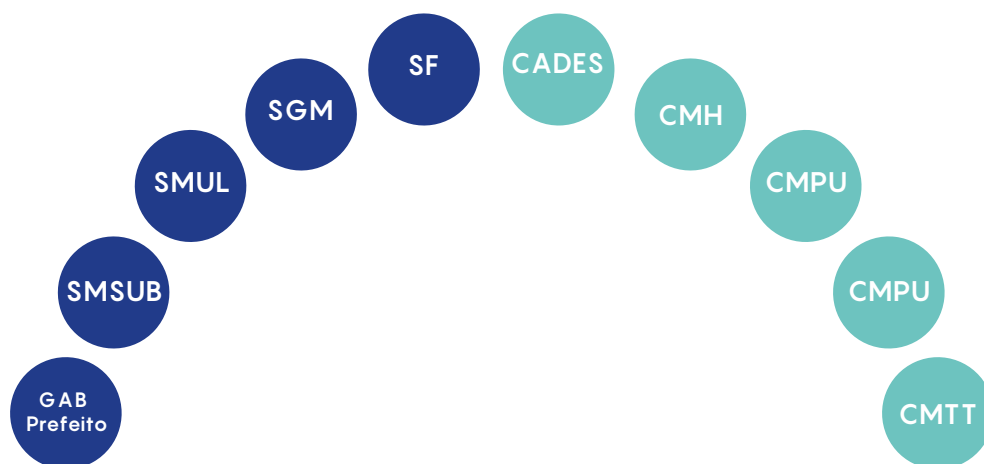 SF
CADES
SGM
CMH
SMUL
CMPU
SMSUB
CMPU
GAB
Prefeito
CMTT